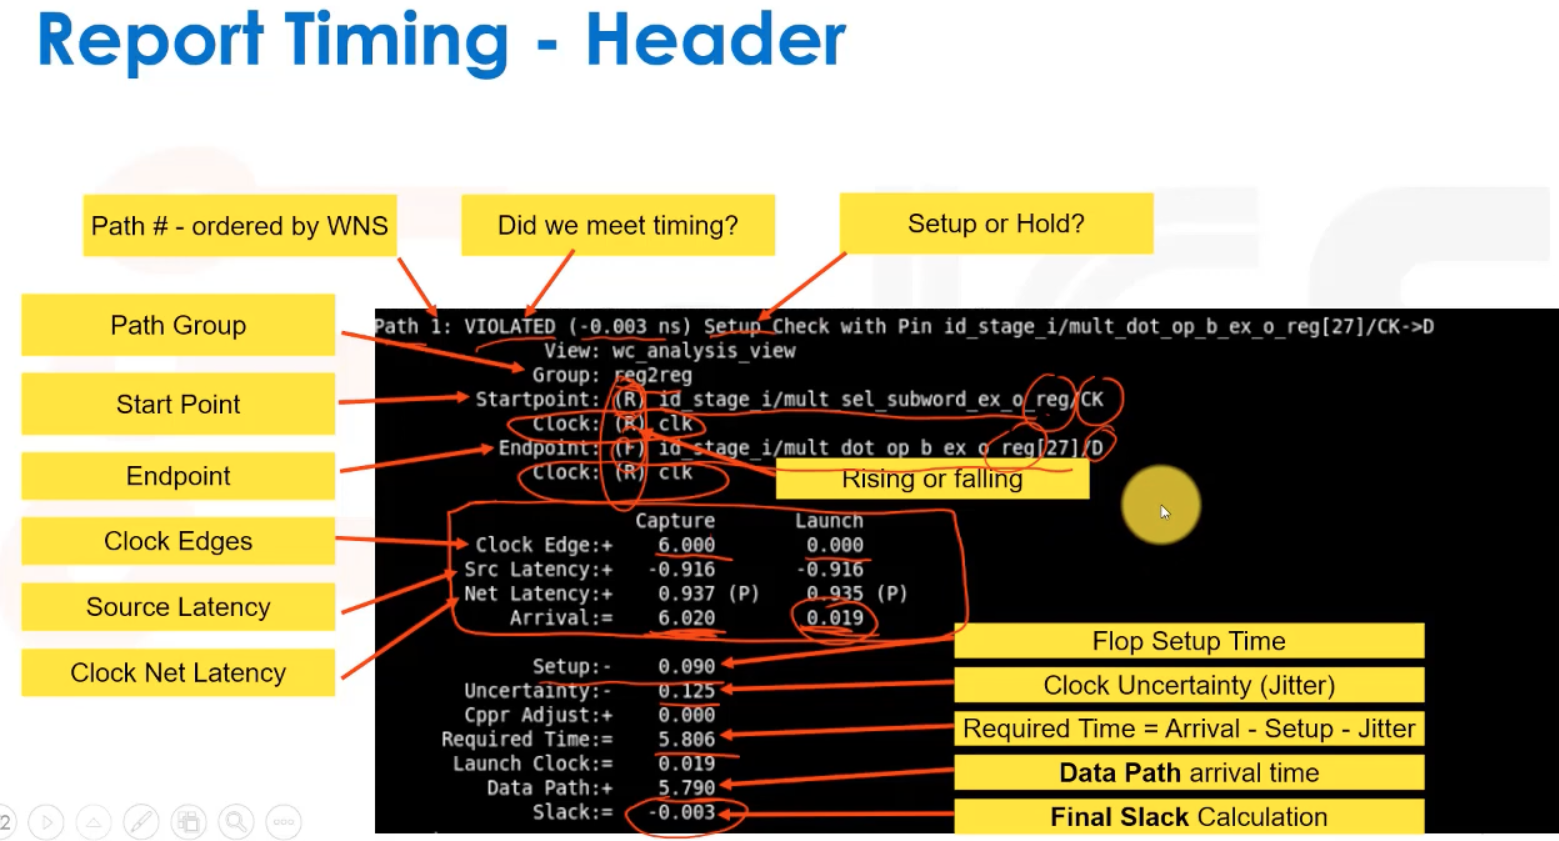 Report Timing - Header
Path # - ordered by WNS
Did we meet timing?
Setup or Hold?
Path Group
Start Point
Endpoint
Clock Edges
Source Latency
Clock Net Latency
Path 1: VIOLATED (-0.003 ns) Setup Check with Pin id_stage_i/mult_dot_op_b_ex_o_reg[27]/CK->D
View: wc_analysis_view
Group: reg2reg
Startpoint: (R) id_stage_i/mult_sel_subword_ex_o_reg/CK
Clock: (R) clk
Endpoint: (F) id_stage_i/mult_dot_op_b_ex_o_reg[27]/D
Clock: (R) clk
Rising or falling
Capture Launch
Clock Edge:+ 6.000 0.000
Src Latency:+ -0.916 -0.916
Net Latency:+ 0.937 (P) 0.935 (P)
Arrival:= 6.020 0.019
Setup:- 0.090
Uncertainty:- 0.125
Cppr Adjust:+ 0.000
Required Time:= 5.806
Launch Clock:= 0.019
Data Path:+ 5.790
Slack:= -0.003
Flop Setup Time
Clock Uncertainty (Jitter)
Required Time = Arrival - Setup - Jitter
Data Path arrival time
Final Slack Calculation
2